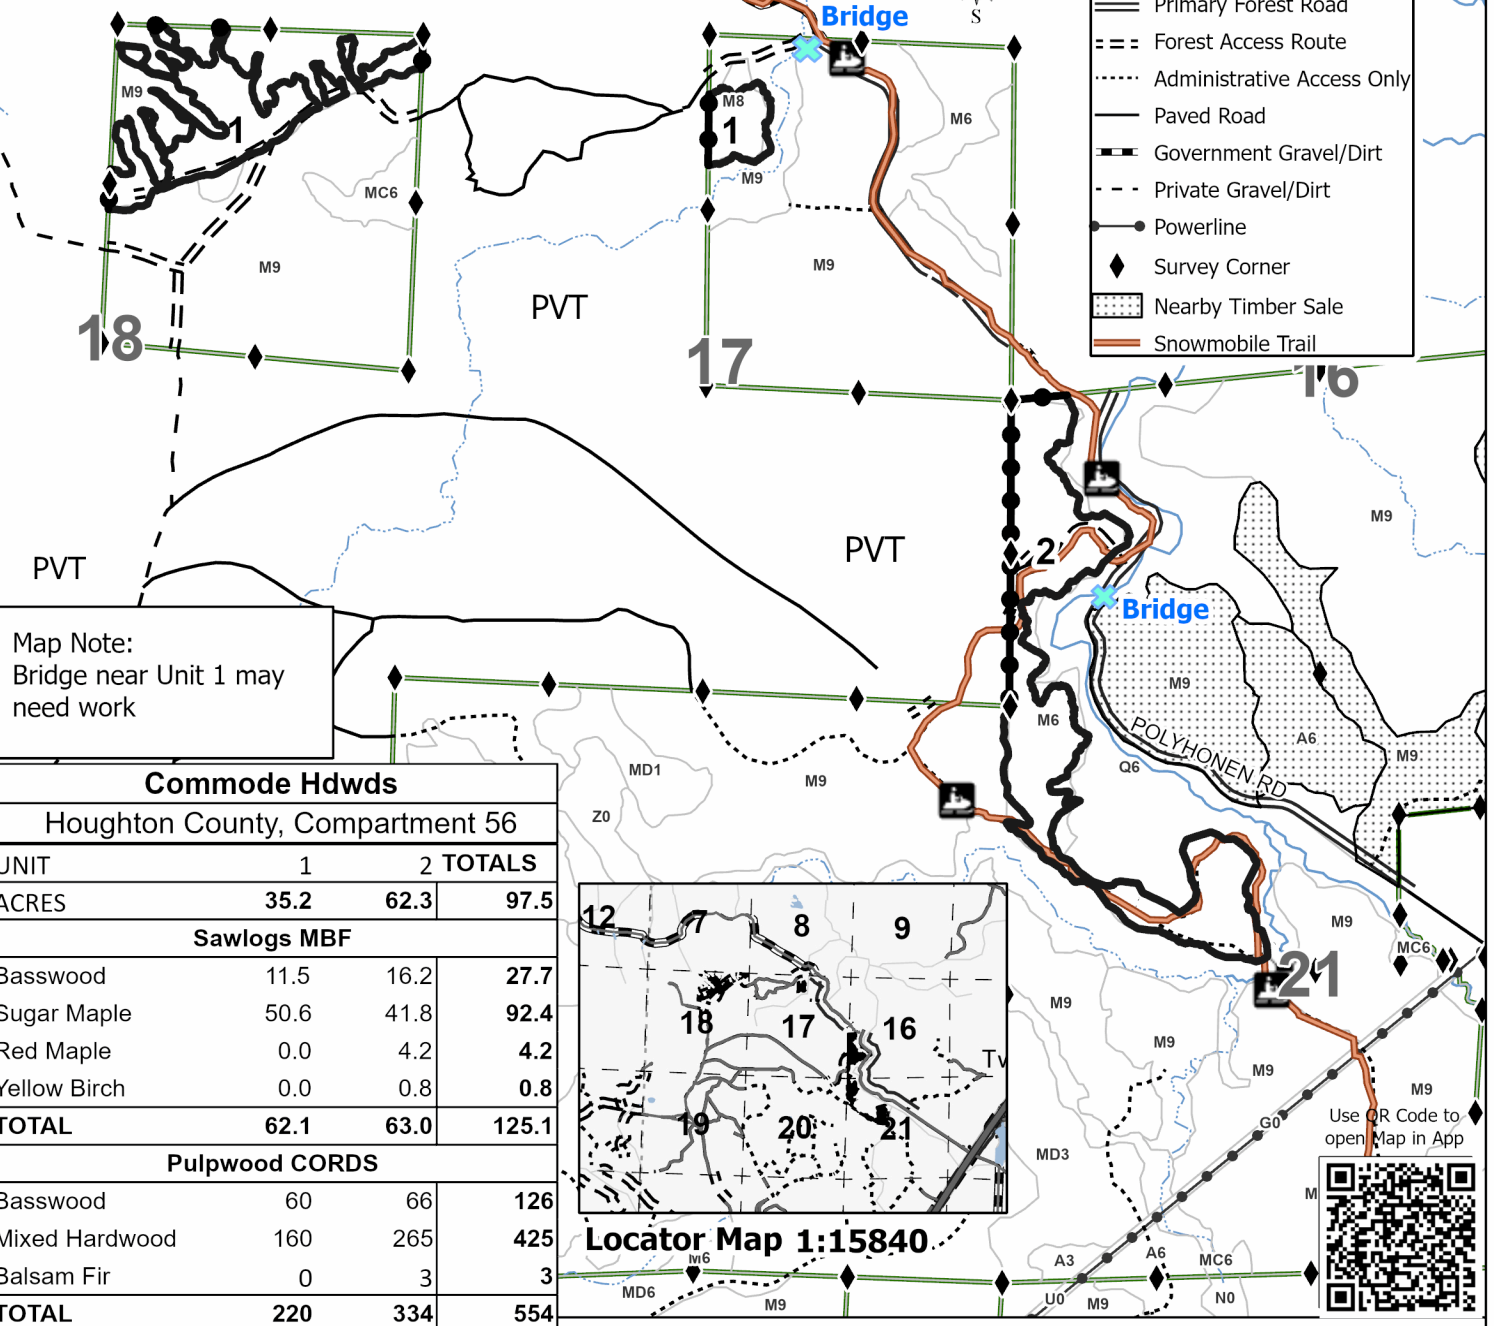 Bridge
S
Primary Forest Road
Forest Access Route
Administrative Access Only
Paved Road
Government Gravel/Dirt
Private Gravel/Dirt
Powerline
Survey Corner
Nearby Timber Sale
Snowmobile Trail
M9
1
MC6
M9
18
M8
1
M9
M6
M9
17
16
PVT
PVT
PVT
2
M9
Bridge
M9
M6
A6
M9
POLYHONEN RD
Q6
Map Note:
Bridge near Unit 1 may
need work
MD1
M9
Z0
Commode Hdwds
Houghton County, Compartment 56
UNIT 1 2 TOTALS
ACRES 35.2 62.3 97.5
Sawlogs MBF
Basswood 11.5 16.2 27.7
Sugar Maple 50.6 41.8 92.4
Red Maple 0.0 4.2 4.2
Yellow Birch 0.0 0.8 0.8
TOTAL 62.1 63.0 125.1
Pulpwood CORDS
Basswood 60 66 126
Mixed Hardwood 160 265 425
Balsam Fir 0 3 3
TOTAL 220 334 554
12 7 8 9
18 17 16
19 20 21
Locator Map 1:15840
M9
MC6
21
M9
M9
M9
M9
G0
MD3
Use QR Code to
open Map in App
M6
MD6
M9
A3
A6
MC6
U0
M9
N0